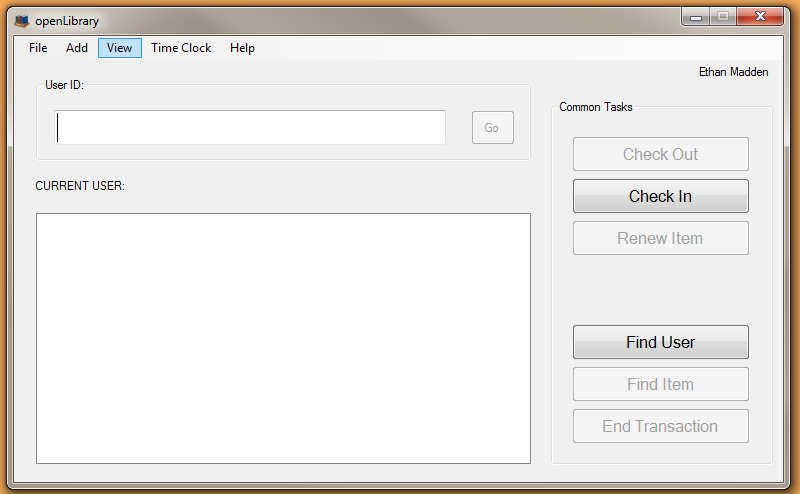 openLibrary
File Add View Time Clock Help
Ethan Madden
User ID:
Go
CURRENT USER:
Common Tasks
Check Out
Check In
Renew Item
Find User
Find Item
End Transaction